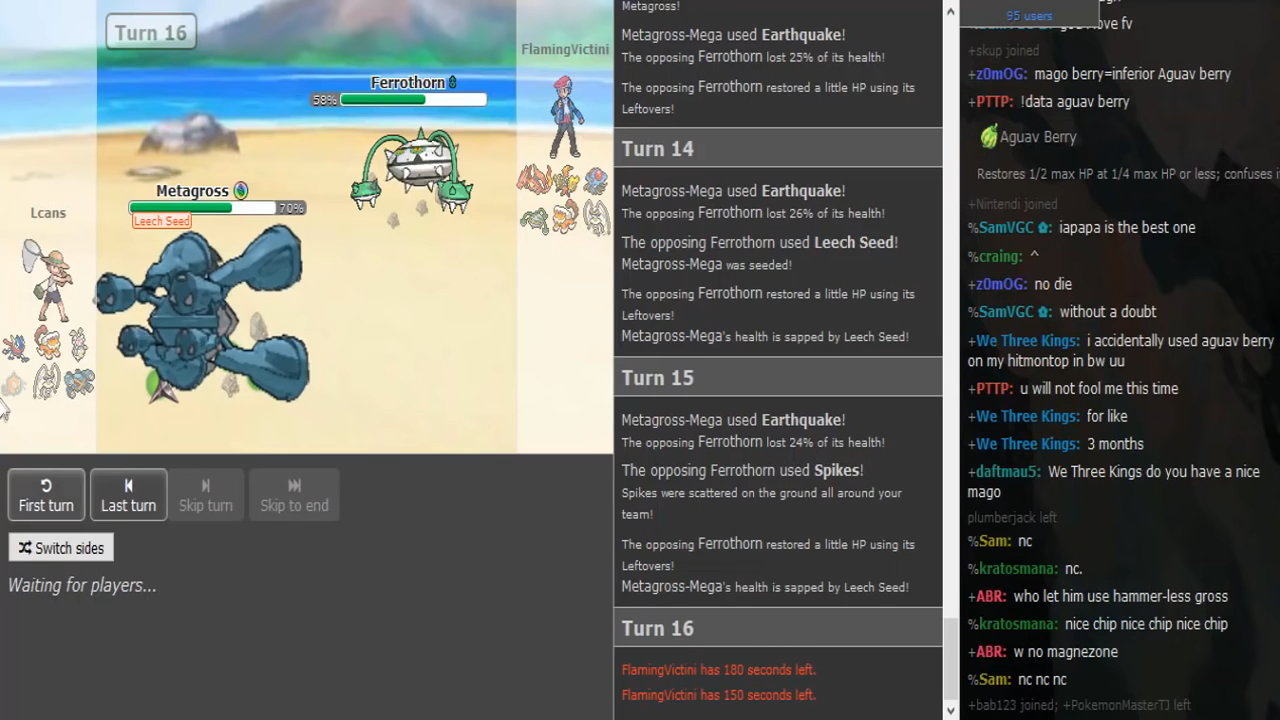 Turn 16
FlamingVictini
Ferrothorn
58%
Metagross
70%
Leech Seed
Lcans
First turn
Last turn
Skip turn
Skip to end
Switch sides
Waiting for players...
Metagross!
Metagross-Mega used Earthquake!
The opposing Ferrothorn lost 25% of its health!
The opposing Ferrothorn restored a little HP using its
Leftovers!
Turn 14
Metagross-Mega used Earthquake!
The opposing Ferrothorn lost 26% of its health!
The opposing Ferrothorn used Leech Seed!
Metagross-Mega was seeded!
The opposing Ferrothorn restored a little HP using its
Leftovers!
Metagross-Mega's health is sapped by Leech Seed!
Turn 15
Metagross-Mega used Earthquake!
The opposing Ferrothorn lost 24% of its health!
The opposing Ferrothorn used Spikes!
Spikes were scattered on the ground all around your
team!
The opposing Ferrothorn restored a little HP using its
Leftovers!
Metagross-Mega's health is sapped by Leech Seed!
Turn 16
FlamingVictini has 180 seconds left.
FlamingVictini has 150 seconds left.
95 users
+skup joined
+z0mOG: mago berry=inferior Aguav berry
+PTTP: !data aguav berry
Aguav Berry
Restores 1/2 max HP at 1/4 max HP or less; confuses i
+Nintendi joined
%SamVGC: iapapa is the best one
%craing: ^
+z0mOG: no die
%SamVGC: without a doubt
+We Three Kings: i accidentally used aguav berry
on my hitmontop in bw uu
+PTTP: u will not fool me this time
+We Three Kings: for like
+We Three Kings: 3 months
+daftmau5: We Three Kings do you have a nice
mago
plumberjack left
%Sam: nc
%kratosmana: nc.
+ABR: who let him use hammer-less gross
%kratosmana: nice chip nice chip nice chip
+ABR: w no magnezone
%Sam: nc nc nc
+bab123 joined; +PokemonMasterTJ left